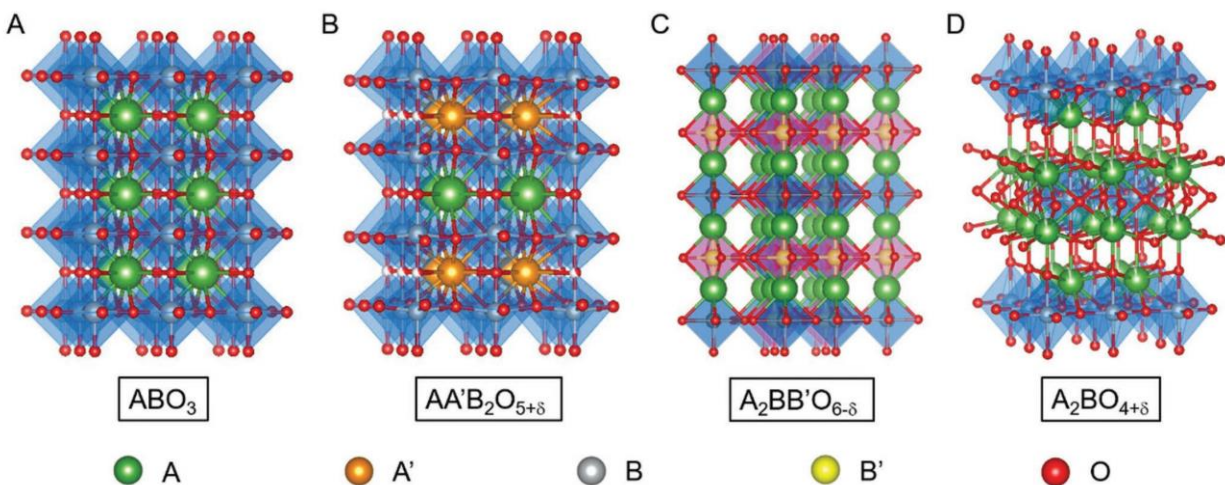 A B C D
ABO₃ AA'B₂O₅₊δ A₂BB'O₆₋δ A₂BO₄₊δ
A A' B B' O